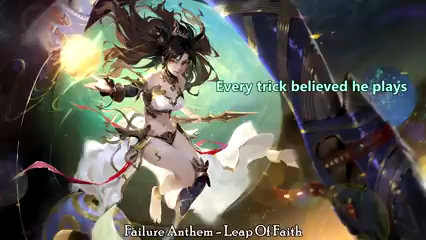 Every trick believed he plays
Failure Anthem - Leap Of Faith